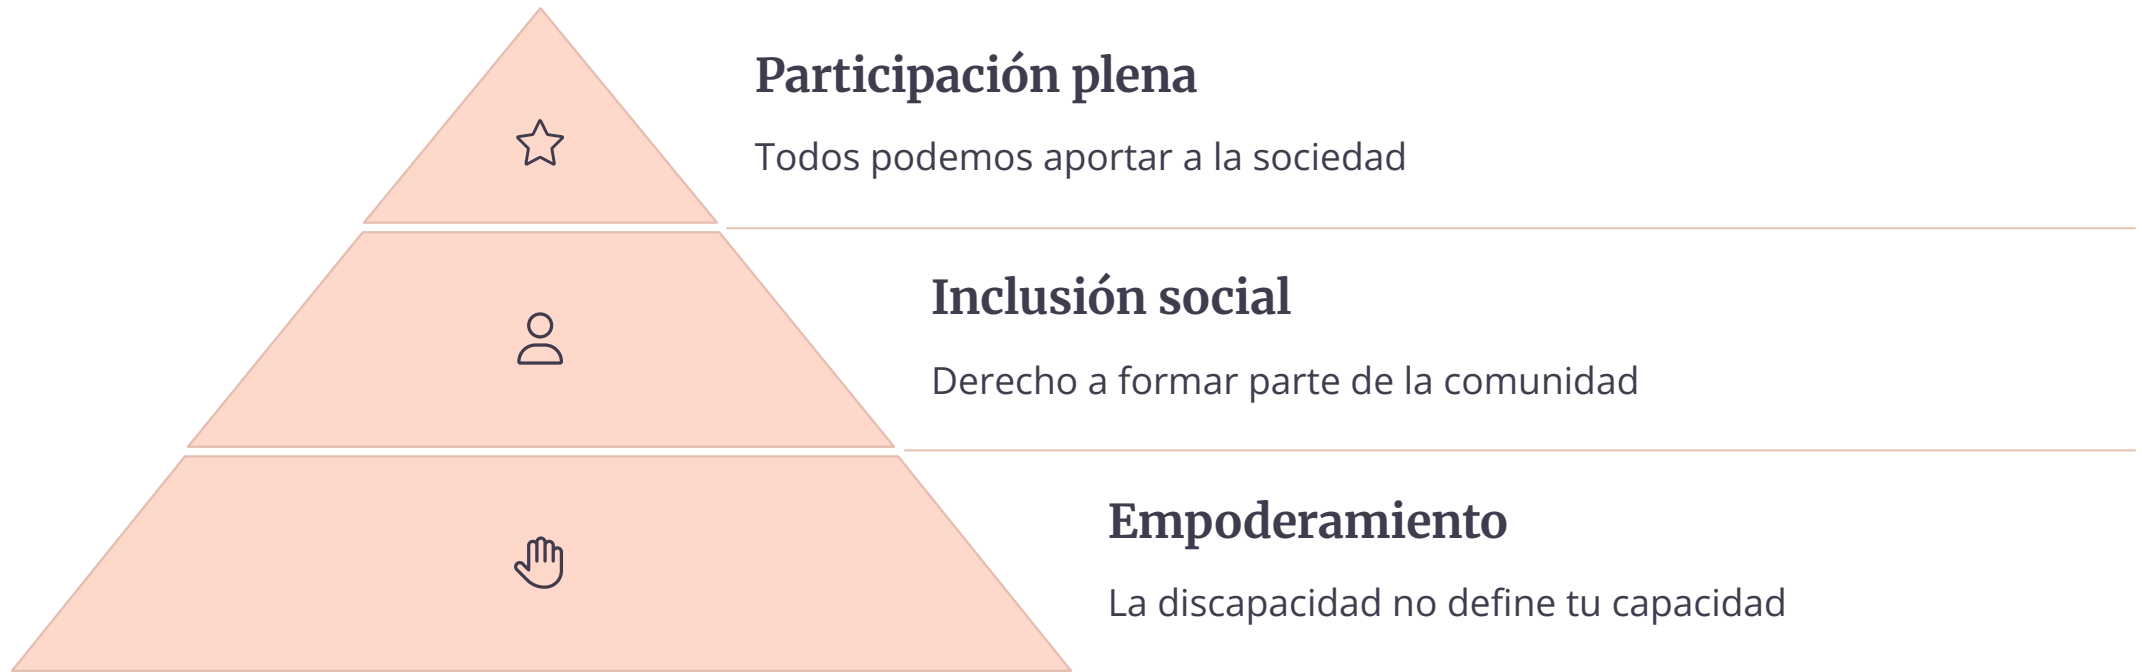 Participación plena
Todos podemos aportar a la sociedad
Inclusión social
Derecho a formar parte de la comunidad
Empoderamiento
La discapacidad no define tu capacidad